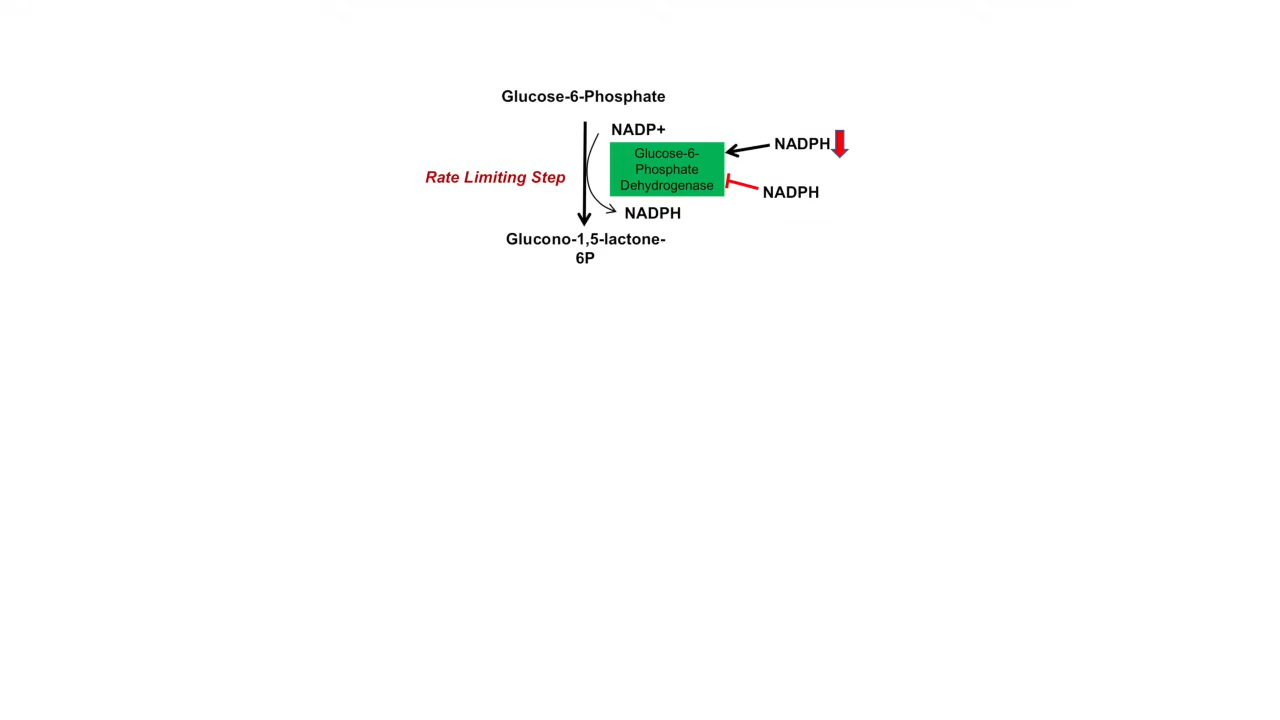 Glucose-6-Phosphate
NADP+
Glucose-6-
Phosphate
Dehydrogenase
NADPH
NADPH
Rate Limiting Step
NADPH
Glucono-1,5-lactone-
6P